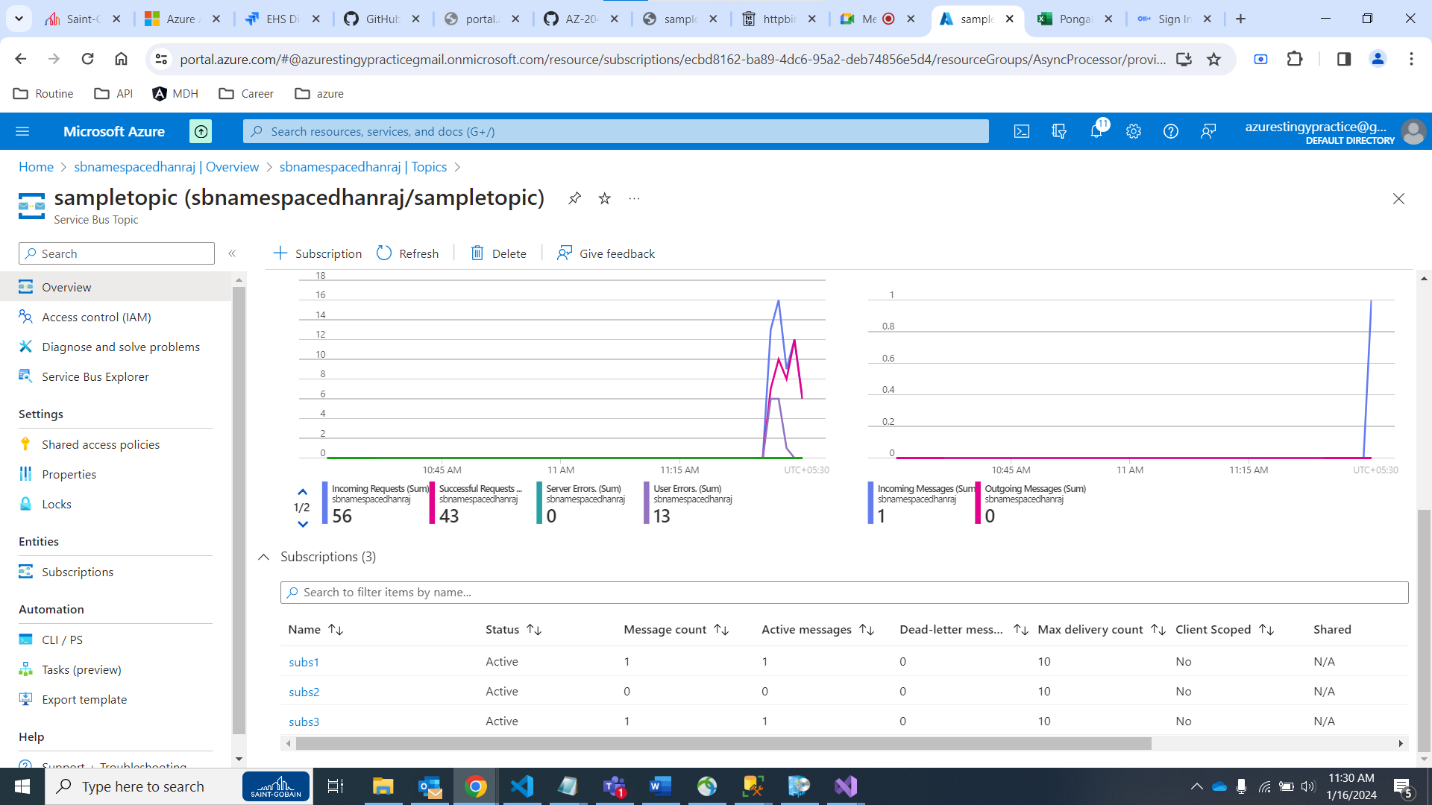 Saint-G
Azure A
EHS Di
GitHub
portal.a
AZ-204
sample
httpbin
Me
sample
Ponga
Sign In
portal.azure.com/#@azurestingypracticegmail.onmicrosoft.com/resource/subscriptions/ecbd8162-ba89-4dc6-95a2-deb74856e5d4/resourceGroups/AsyncProcessor/provi...
Routine API MDH Career azure
Microsoft Azure
Search resources, services, and docs (G+/)
11
azurestingypractice@g...
DEFAULT DIRECTORY
Home > sbnamespacedhanraj | Overview > sbnamespacedhanraj | Topics >
sampletopic (sbnamespacedhanraj/sampletopic)
Service Bus Topic
Search
Overview
Access control (IAM)
Diagnose and solve problems
Service Bus Explorer
Settings
Shared access policies
Properties
Locks
Entities
Subscriptions
Automation
CLI / PS
Tasks (preview)
Export template
Help
Support + Troubleshooting
Subscription Refresh Delete Give feedback
18
16
14
12
10
8
6
4
2
0
10:45 AM 11 AM 11:15 AM UTC+05:30
1/2
Incoming Requests (Sum)
sbnamespacedhanraj
56
Successful Requests ...
sbnamespacedhanraj
43
Server Errors. (Sum)
sbnamespacedhanraj
0
User Errors. (Sum)
sbnamespacedhanraj
13
1
0.8
0.6
0.4
0.2
0
10:45 AM 11 AM 11:15 AM UTC+05:30
Incoming Messages (Sum)
sbnamespacedhanraj
1
Outgoing Messages (Sum)
sbnamespacedhanraj
0
Subscriptions (3)
Search to filter items by name...
Name Status Message count Active messages Dead-letter mess... Max delivery count Client Scoped Shared
subs1 Active 1 1 0 10 No N/A
subs2 Active 0 0 0 10 No N/A
subs3 Active 1 1 0 10 No N/A
Type here to search
SAINT-GOBAIN
1
11:30 AM
1/16/2024
5